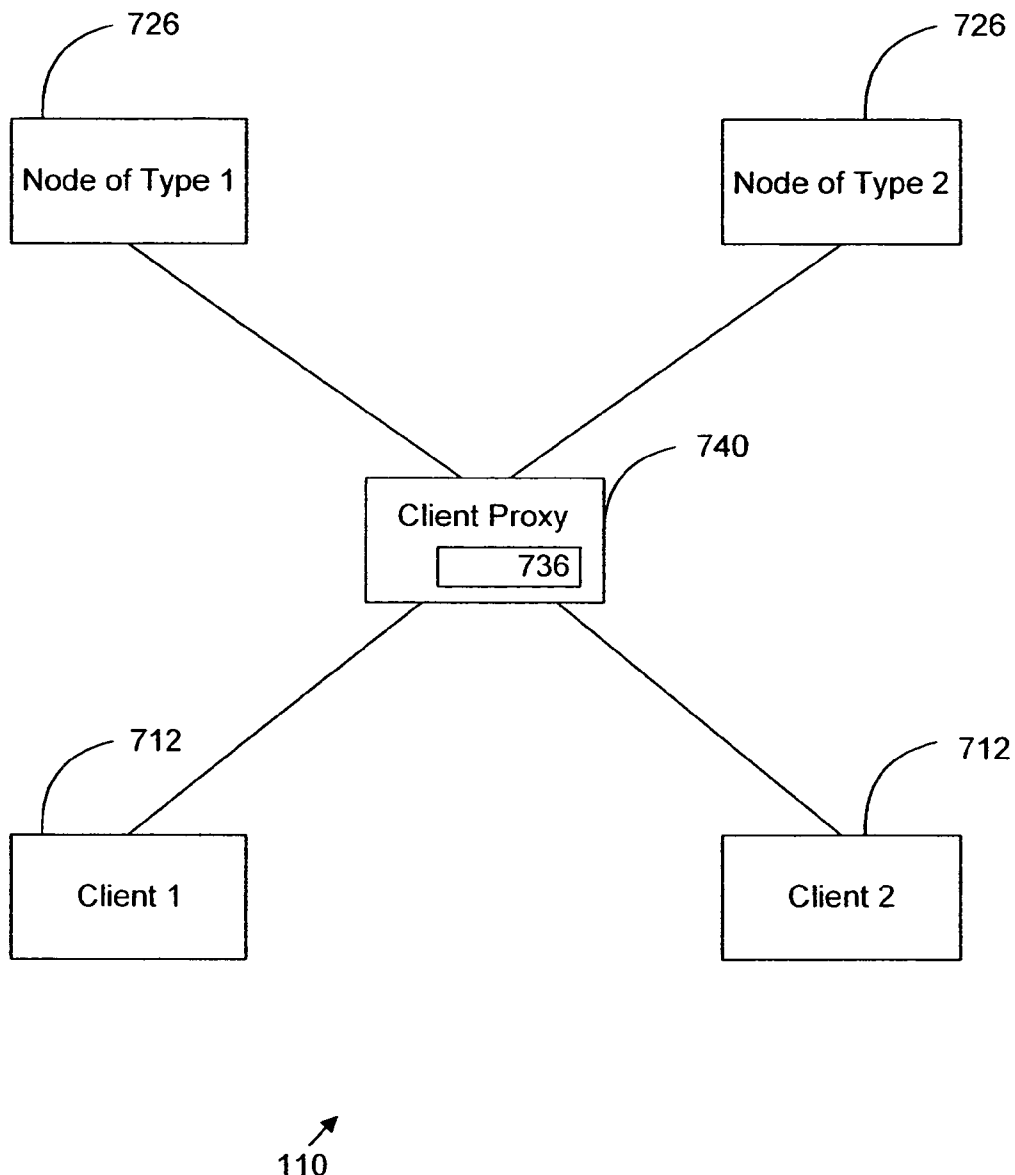 726
726
Node of Type 1
Node of Type 2
740
Client Proxy
736
712
712
Client 1
Client 2
110